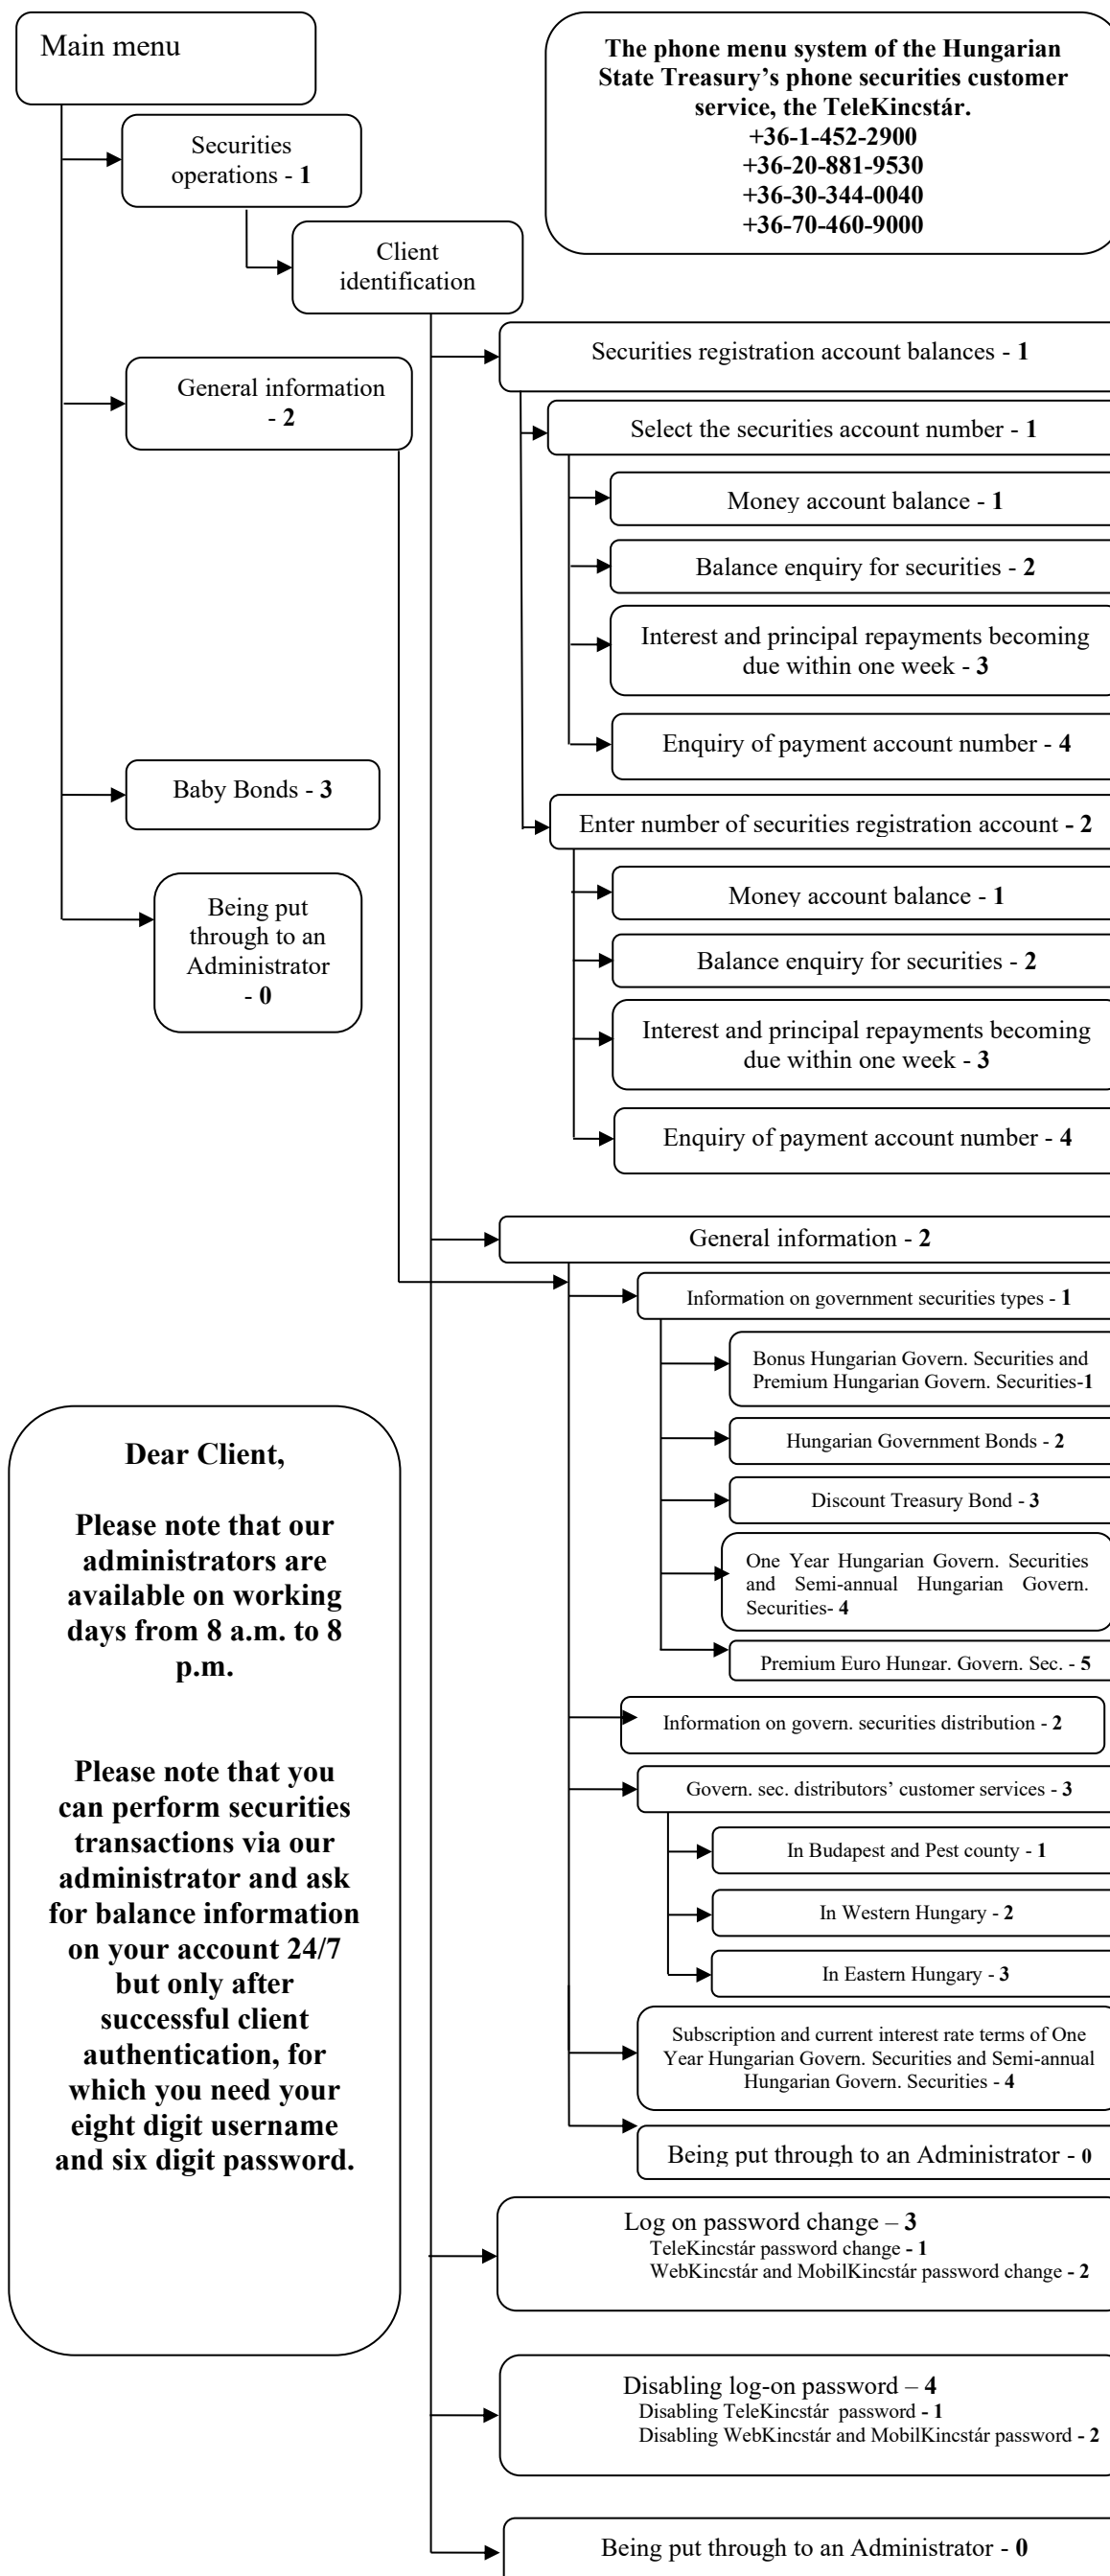 Main menu
The phone menu system of the Hungarian
State Treasury’s phone securities customer
service, the TeleKincstár.
+36-1-452-2900
+36-20-881-9530
+36-30-344-0040
+36-70-460-9000
Securities
operations - 1
Client
identification
Securities registration account balances - 1
General information
- 2
Select the securities account number - 1
Money account balance - 1
Balance enquiry for securities - 2
Interest and principal repayments becoming
due within one week - 3
Enquiry of payment account number - 4
Baby Bonds - 3
Enter number of securities registration account - 2
Being put
through to an
Administrator
- 0
Money account balance - 1
Balance enquiry for securities - 2
Interest and principal repayments becoming
due within one week - 3
Enquiry of payment account number - 4
General information - 2
Information on government securities types - 1
Bonus Hungarian Govern. Securities and
Premium Hungarian Govern. Securities-1
Hungarian Government Bonds - 2
Discount Treasury Bond - 3
One Year Hungarian Govern. Securities
and Semi-annual Hungarian Govern.
Securities- 4
Premium Euro Hungar. Govern. Sec. - 5
Information on govern. securities distribution - 2
Govern. sec. distributors’ customer services - 3
In Budapest and Pest county - 1
In Western Hungary - 2
In Eastern Hungary - 3
Subscription and current interest rate terms of One
Year Hungarian Govern. Securities and Semi-annual
Hungarian Govern. Securities - 4
Being put through to an Administrator - 0
Dear Client,
Please note that our
administrators are
available on working
days from 8 a.m. to 8
p.m.
Please note that you
can perform securities
transactions via our
administrator and ask
for balance information
on your account 24/7
but only after
successful client
authentication, for
which you need your
eight digit username
and six digit password.
Log on password change – 3
TeleKincstár password change - 1
WebKincstár and MobilKincstár password change - 2
Disabling log-on password – 4
Disabling TeleKincstár password - 1
Disabling WebKincstár and MobilKincstár password - 2
Being put through to an Administrator - 0